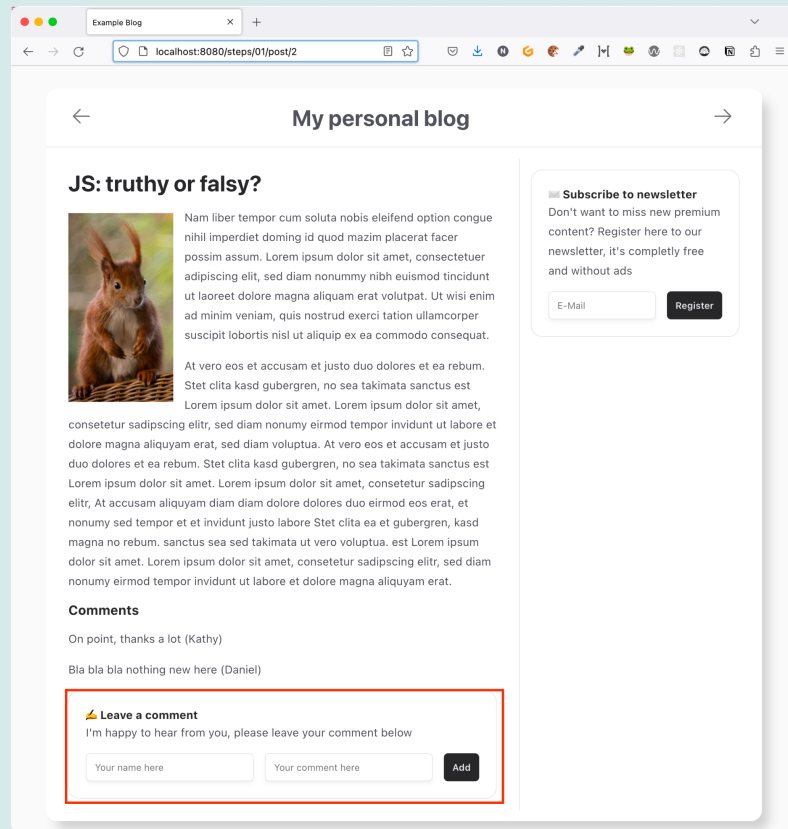 Example Blog
localhost:8080/steps/01/post/2
My personal blog
JS: truthy or falsy?
Nam liber tempor cum soluta nobis eleifend option congue
nihil imperdiet doming id quod mazim placerat facer
possim assum. Lorem ipsum dolor sit amet, consectetuer
adipiscing elit, sed diam nonummy nibh euismod tincidunt
ut laoreet dolore magna aliquam erat volutpat. Ut wisi enim
ad minim veniam, quis nostrud exerci tation ullamcorper
suscipit lobortis nisl ut aliquip ex ea commodo consequat.
At vero eos et accusam et justo duo dolores et ea rebum.
Stet clita kasd gubergren, no sea takimata sanctus est
Lorem ipsum dolor sit amet. Lorem ipsum dolor sit amet,
consetetur sadipscing elitr, sed diam nonumy eirmod tempor invidunt ut labore et
dolore magna aliquyam erat, sed diam voluptua. At vero eos et accusam et justo
duo dolores et ea rebum. Stet clita kasd gubergren, no sea takimata sanctus est
Lorem ipsum dolor sit amet. Lorem ipsum dolor sit amet, consetetur sadipscing
elitr, At accusam aliquyam diam diam dolore dolores duo eirmod eos erat, et
nonumy sed tempor et et invidunt justo labore Stet clita ea et gubergren, kasd
magna no rebum. sanctus sea sed takimata ut vero voluptua. est Lorem ipsum
dolor sit amet. Lorem ipsum dolor sit amet, consetetur sadipscing elitr, sed diam
nonumy eirmod tempor invidunt ut labore et dolore magna aliquyam erat.
Comments
On point, thanks a lot (Kathy)
Bla bla bla nothing new here (Daniel)
✍️ Leave a comment
I'm happy to hear from you, please leave your comment below
Your name here
Your comment here
Add
✉️ Subscribe to newsletter
Don't want to miss new premium
content? Register here to our
newsletter, it's completly free
and without ads
E-Mail
Register